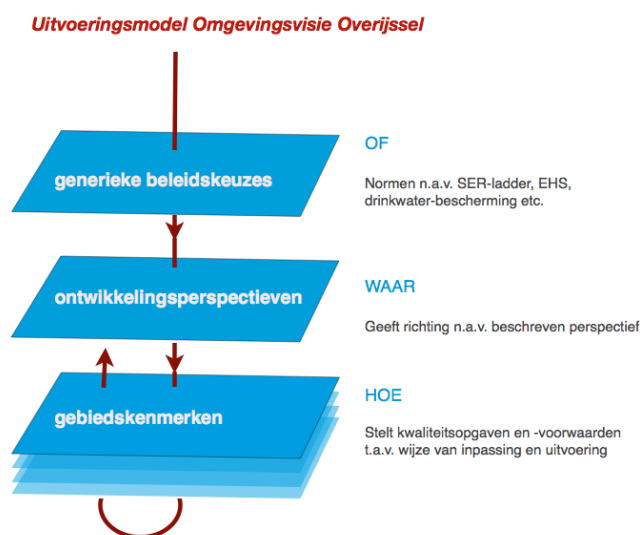 Uitvoeringsmodel Omgevingsvisie Overijssel
generieke beleidskeuzes
OF
Normen n.a.v. SER-ladder, EHS,
drinkwater-bescherming etc.
ontwikkelingsperspectieven
WAAR
Geeft richting n.a.v. beschreven perspectief
gebiedskenmerken
HOE
Stelt kwaliteitsopgaven en -voorwaarden
t.a.v. wijze van inpassing en uitvoering